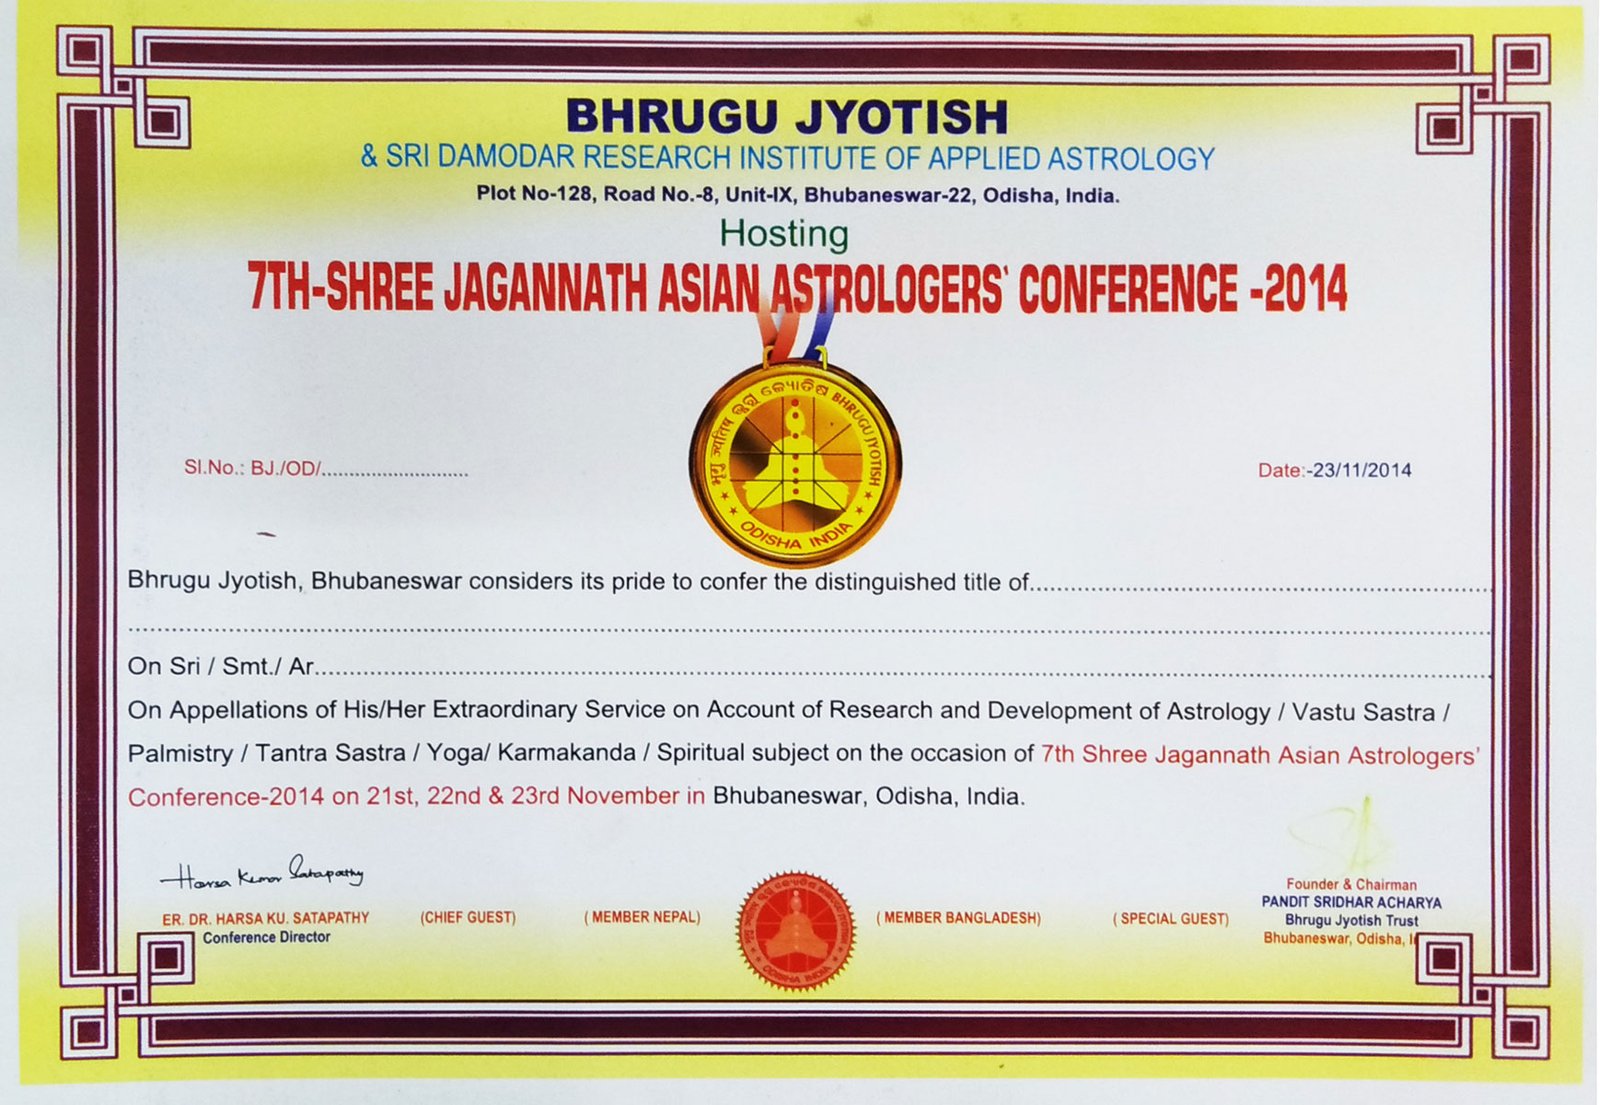 BHRUGU JYOTISH
& SRI DAMODAR RESEARCH INSTITUTE OF APPLIED ASTROLOGY
Plot No-128, Road No.-8, Unit-IX, Bhubaneswar-22, Odisha, India.
Hosting
7TH-SHREE JAGANNATH ASIAN ASTROLOGERS' CONFERENCE -2014
भृगु ज्योतिष ଭୃଗୁ ଜ୍ୟୋତିଷ BHRUGU JYOTISH
ODISHA INDIA
Sl.No.: BJ./OD/..........................
Date:-23/11/2014
Bhrugu Jyotish, Bhubaneswar considers its pride to confer the distinguished title of..............................
..............................
On Sri / Smt./ Ar..............................
On Appellations of His/Her Extraordinary Service on Account of Research and Development of Astrology / Vastu Sastra /
Palmistry / Tantra Sastra / Yoga/ Karmakanda / Spiritual subject on the occasion of 7th Shree Jagannath Asian Astrologers'
Conference-2014 on 21st, 22nd & 23rd November in Bhubaneswar, Odisha, India.
Harsa Kumar Satapathy
ER. DR. HARSA KU. SATAPATHY
Conference Director
(CHIEF GUEST)
( MEMBER NEPAL)
ODISHA INDIA
( MEMBER BANGLADESH)
( SPECIAL GUEST)
Founder & Chairman
PANDIT SRIDHAR ACHARYA
Bhrugu Jyotish Trust
Bhubaneswar, Odisha,